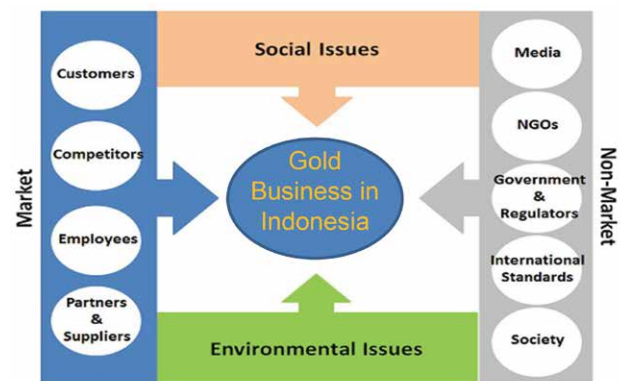 Social Issues
Market
Customers
Competitors
Employees
Partners
&
Suppliers
Gold
Business in
Indonesia
Media
NGOs
Government
&
Regulators
International
Standards
Society
Non-Market
Environmental Issues